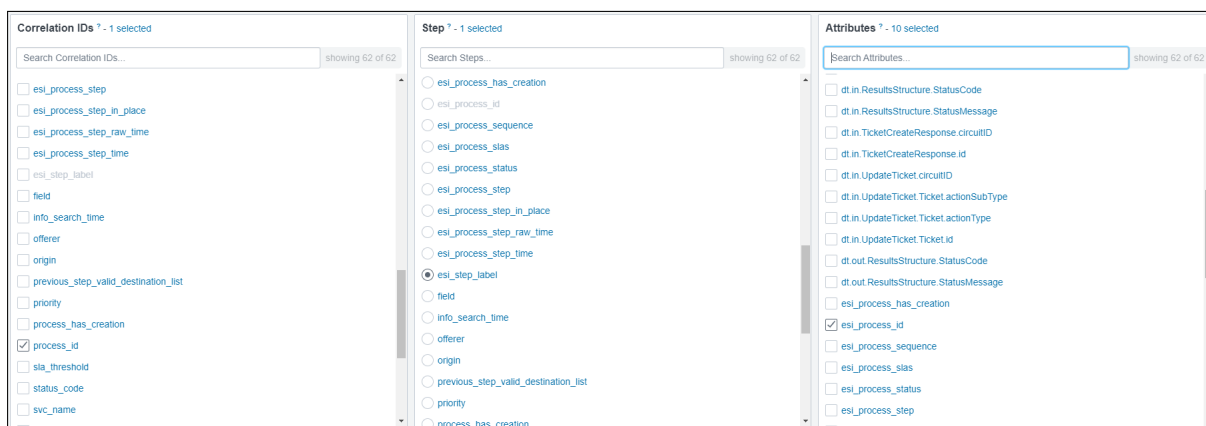 Correlation IDs ? - 1 selected
Search Correlation IDs...
showing 62 of 62
esi_process_step
esi_process_step_in_place
esi_process_step_raw_time
esi_process_step_time
esi_step_label
field
info_search_time
offerer
origin
previous_step_valid_destination_list
priority
process_has_creation
process_id
sla_threshold
status_code
svc_name
Step ? - 1 selected
Search Steps...
showing 62 of 62
esi_process_has_creation
esi_process_id
esi_process_sequence
esi_process_slas
esi_process_status
esi_process_step
esi_process_step_in_place
esi_process_step_raw_time
esi_process_step_time
esi_step_label
field
info_search_time
offerer
origin
previous_step_valid_destination_list
priority
process_has_creation
Attributes ? - 10 selected
Search Attributes...
showing 62 of 62
dt.in.ResultsStructure.StatusCode
dt.in.ResultsStructure.StatusMessage
dt.in.TicketCreateResponse.circuitID
dt.in.TicketCreateResponse.id
dt.in.UpdateTicket.circuitID
dt.in.UpdateTicket.Ticket.actionSubType
dt.in.UpdateTicket.Ticket.actionType
dt.in.UpdateTicket.Ticket.id
dt.out.ResultsStructure.StatusCode
dt.out.ResultsStructure.StatusMessage
esi_process_has_creation
esi_process_id
esi_process_sequence
esi_process_slas
esi_process_status
esi_process_step